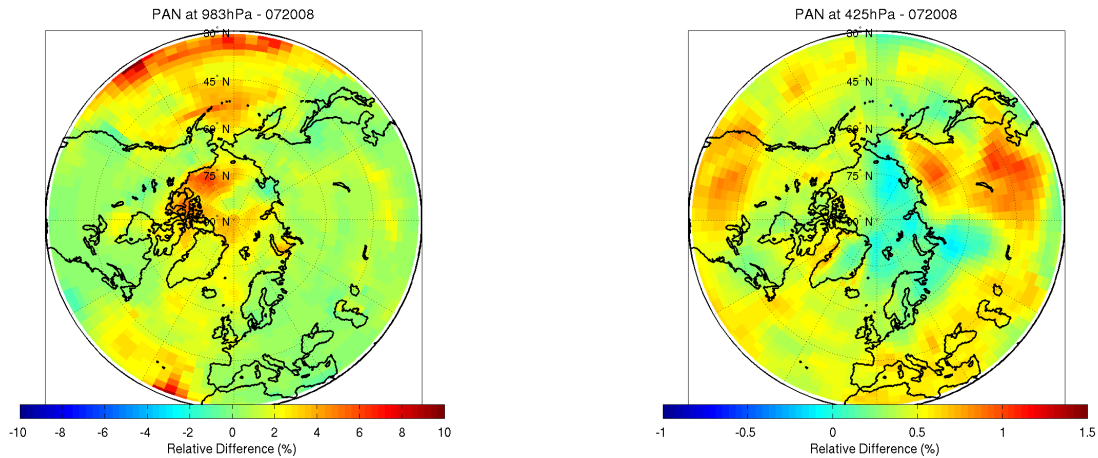 PAN at 983hPa - 072008
30° N
45° N
60° N
75° N
90° N
-10 -8 -6 -4 -2 0 2 4 6 8 10
Relative Difference (%)
PAN at 425hPa - 072008
30° N
45° N
60° N
75° N
90° N
-1 -0.5 0 0.5 1 1.5
Relative Difference (%)